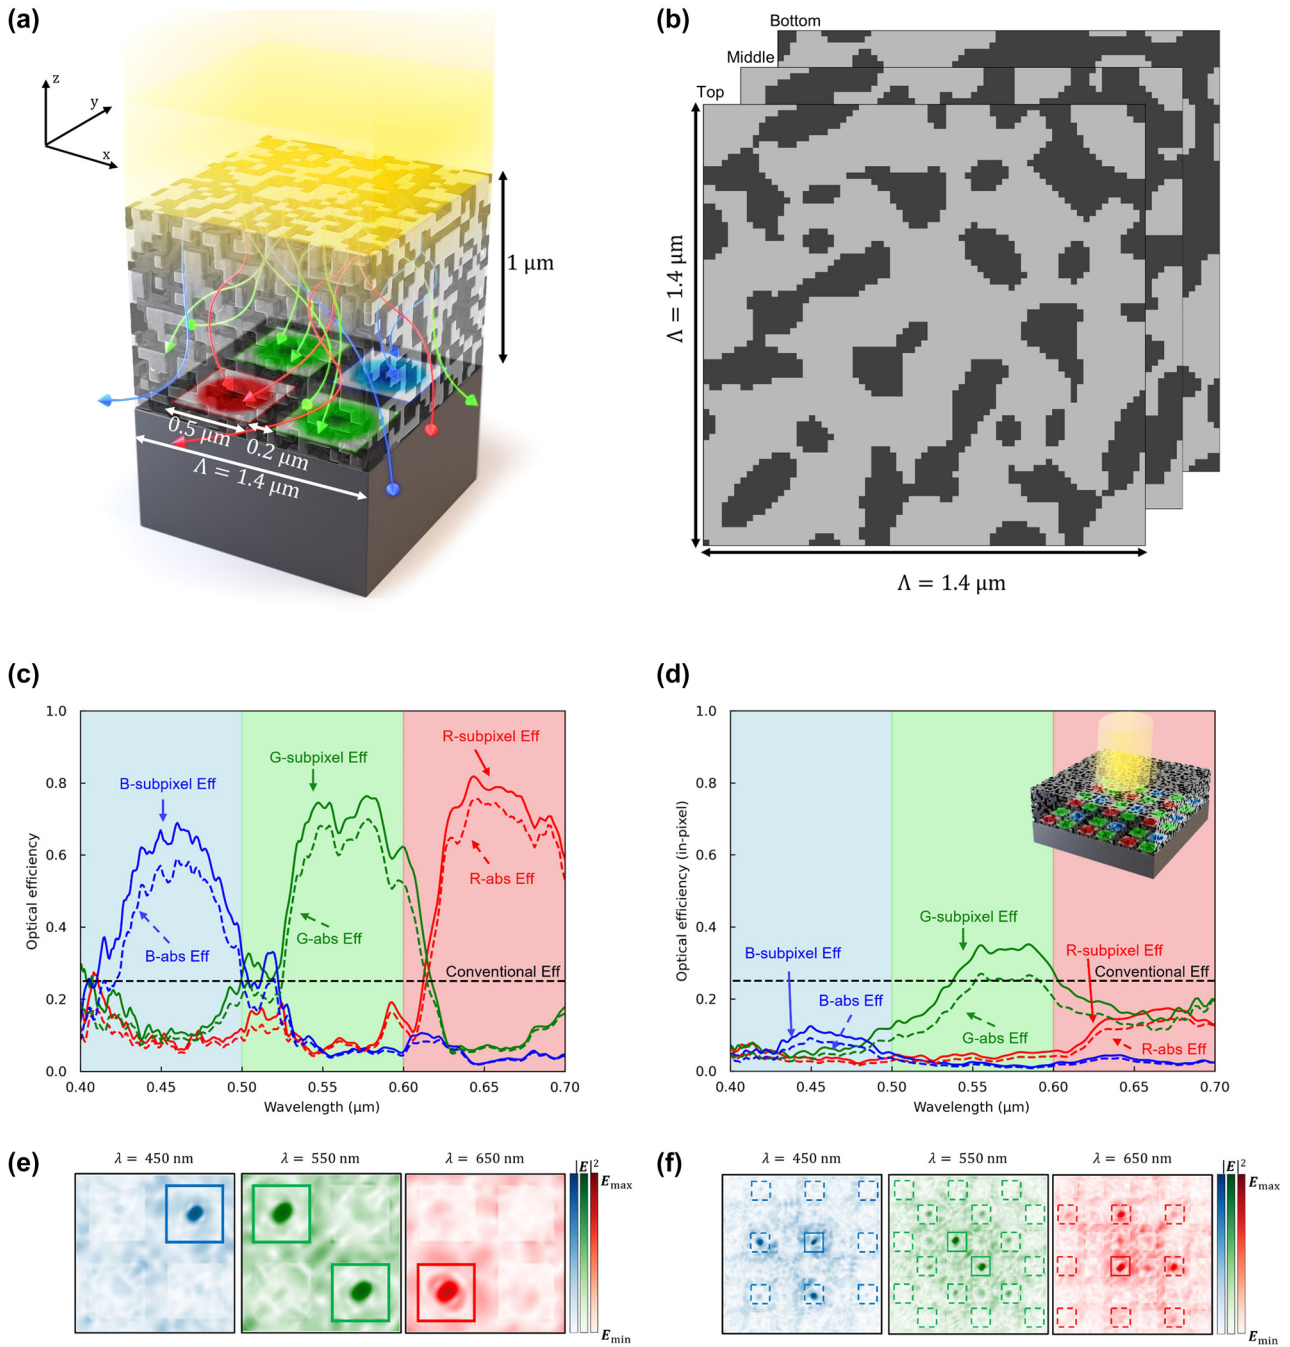 (a)
z
y
x
1 μm
0.5 μm
0.2 μm
Λ = 1.4 μm
(b)
Bottom
Middle
Top
Λ = 1.4 μm
Λ = 1.4 μm
(c)
1.0
0.8
0.6
0.4
0.2
0.0
Optical efficiency
B-subpixel Eff
B-abs Eff
G-subpixel Eff
G-abs Eff
R-subpixel Eff
R-abs Eff
Conventional Eff
0.40 0.45 0.50 0.55 0.60 0.65 0.70
Wavelength (μm)
(d)
1.0
0.8
0.6
0.4
0.2
0.0
Optical efficiency (in-pixel)
G-subpixel Eff
B-subpixel Eff
R-subpixel Eff
Conventional Eff
B-abs Eff
G-abs Eff
R-abs Eff
0.40 0.45 0.50 0.55 0.60 0.65 0.70
Wavelength (μm)
(e)
λ = 450 nm λ = 550 nm λ = 650 nm
|E|²
Emax
Emin
(f)
λ = 450 nm λ = 550 nm λ = 650 nm
|E|²
Emax
Emin